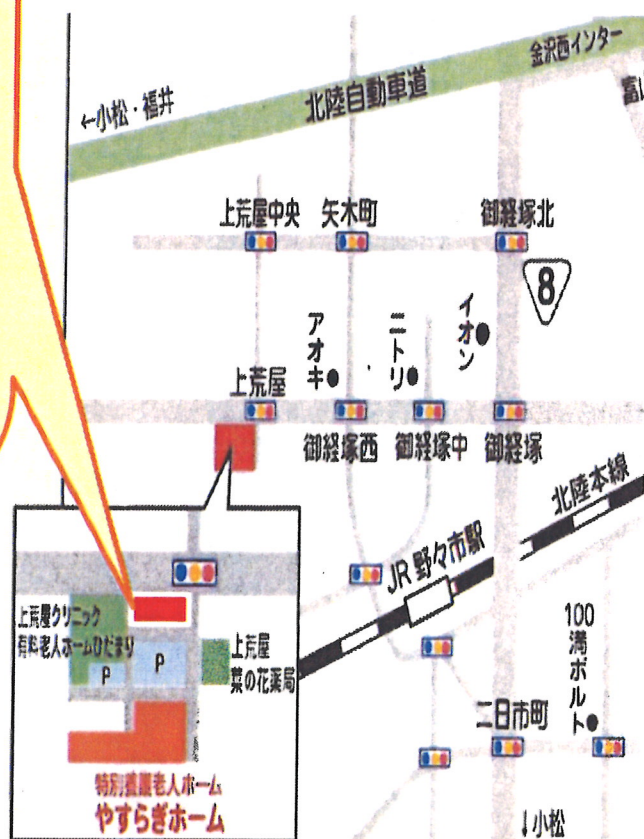 金沢西インター
富山
←小松・福井
北陸自動車道
上荒屋中央
矢木町
御経塚北
8
イオン
ニトリ
アオキ
上荒屋
御経塚西
御経塚中
御経塚
北陸本線
JR 野々市駅
100満ボルト
二日市町
↓小松
上荒屋クリニック
有料老人ホームひだまり
P
P
上荒屋
菜の花薬局
特別養護老人ホーム
やすらぎホーム